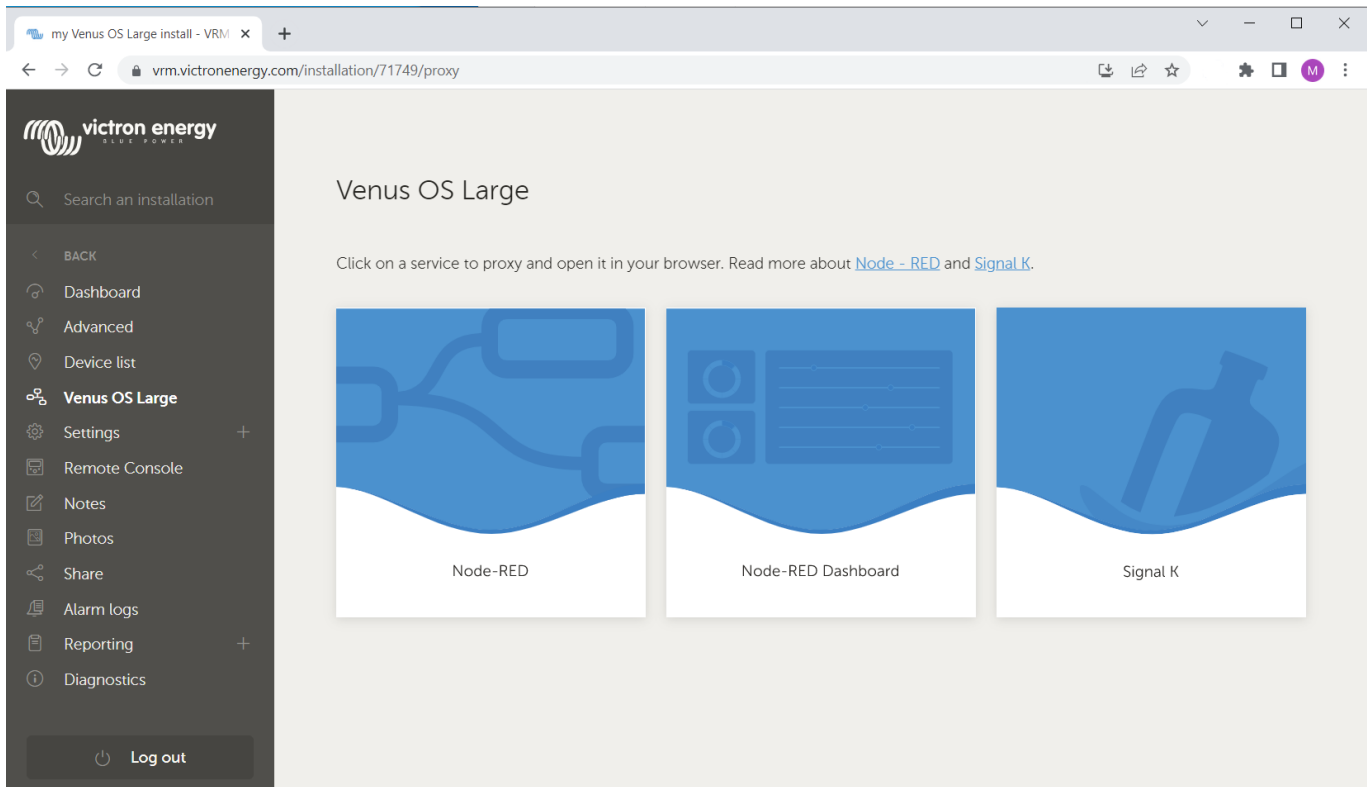 my Venus OS Large install - VRM
vrm.victronenergy.com/installation/71749/proxy
M
victron energy
BLUE POWER
Search an installation
BACK
Dashboard
Advanced
Device list
Venus OS Large
Settings
Remote Console
Notes
Photos
Share
Alarm logs
Reporting
Diagnostics
Log out
Venus OS Large
Click on a service to proxy and open it in your browser. Read more about Node - RED and Signal K.
Node-RED
Node-RED Dashboard
Signal K